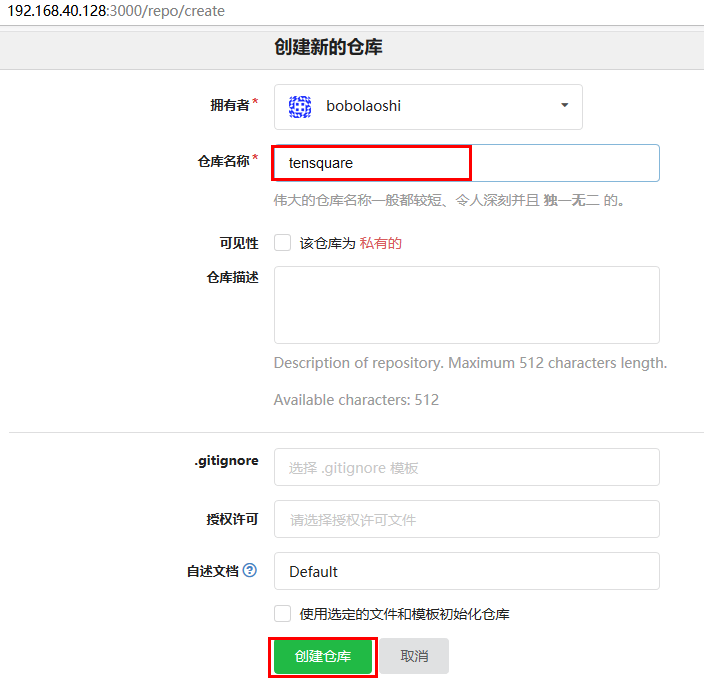 192.168.40.128:3000/repo/create
创建新的仓库
拥有者* bobolaoshi
仓库名称* tensquare
伟大的仓库名称一般都较短、令人深刻并且 独一无二 的。
可见性 该仓库为 私有的
仓库描述
Description of repository. Maximum 512 characters length.
Available characters: 512
.gitignore 选择 .gitignore 模板
授权许可 请选择授权许可文件
自述文档 ? Default
使用选定的文件和模板初始化仓库
创建仓库 取消